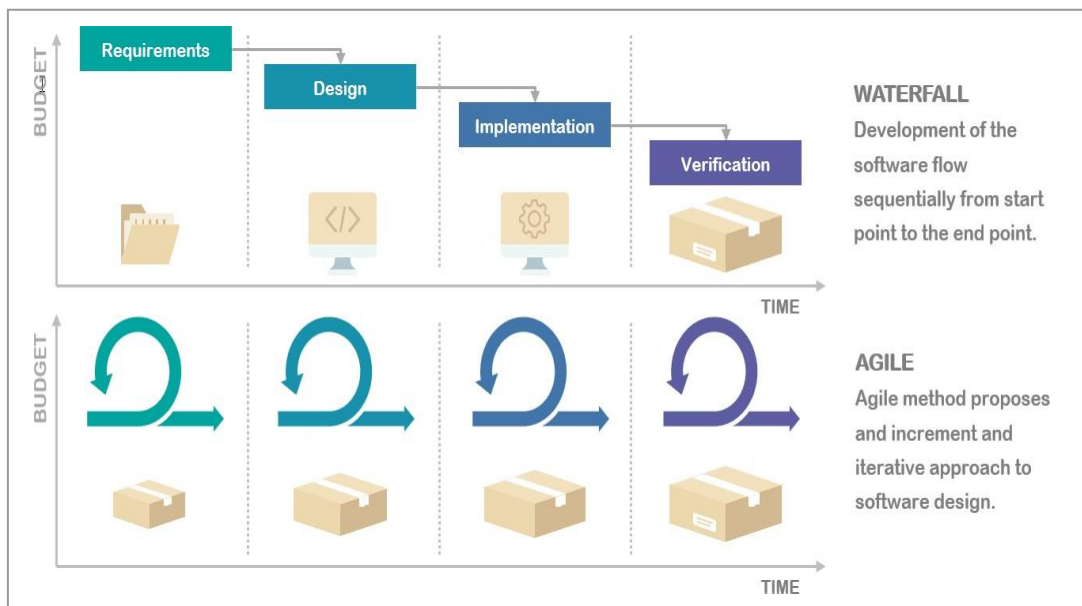 BUDGET
Requirements
Design
Implementation
Verification
TIME
WATERFALL
Development of the
software flow
sequentially from start
point to the end point.
BUDGET
TIME
AGILE
Agile method proposes
and increment and
iterative approach to
software design.